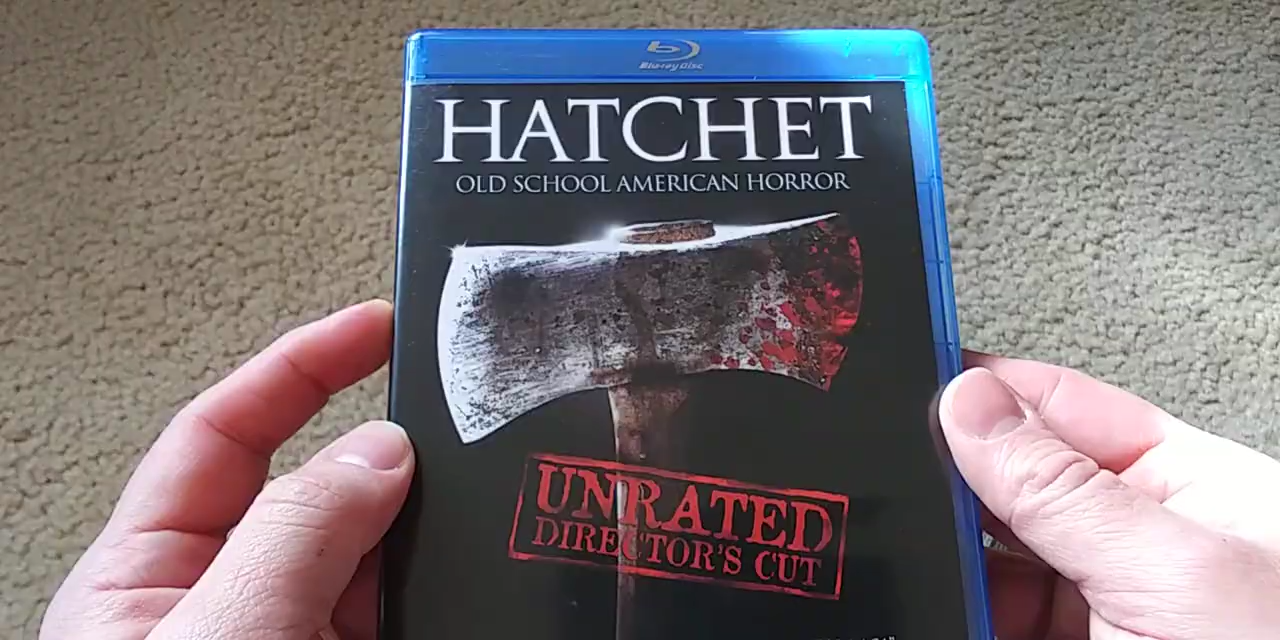 Blu-ray Disc
HATCHET
OLD SCHOOL AMERICAN HORROR
UNRATED
DIRECTOR'S CUT